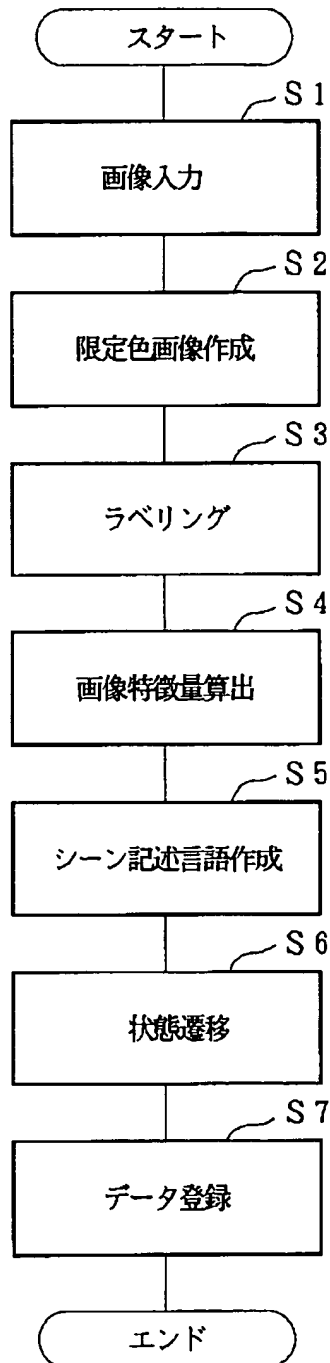 スタート
S1
画像入力
S2
限定色画像作成
S3
ラベリング
S4
画像特徴量算出
S5
シーン記述言語作成
S6
状態遷移
S7
データ登録
エンド